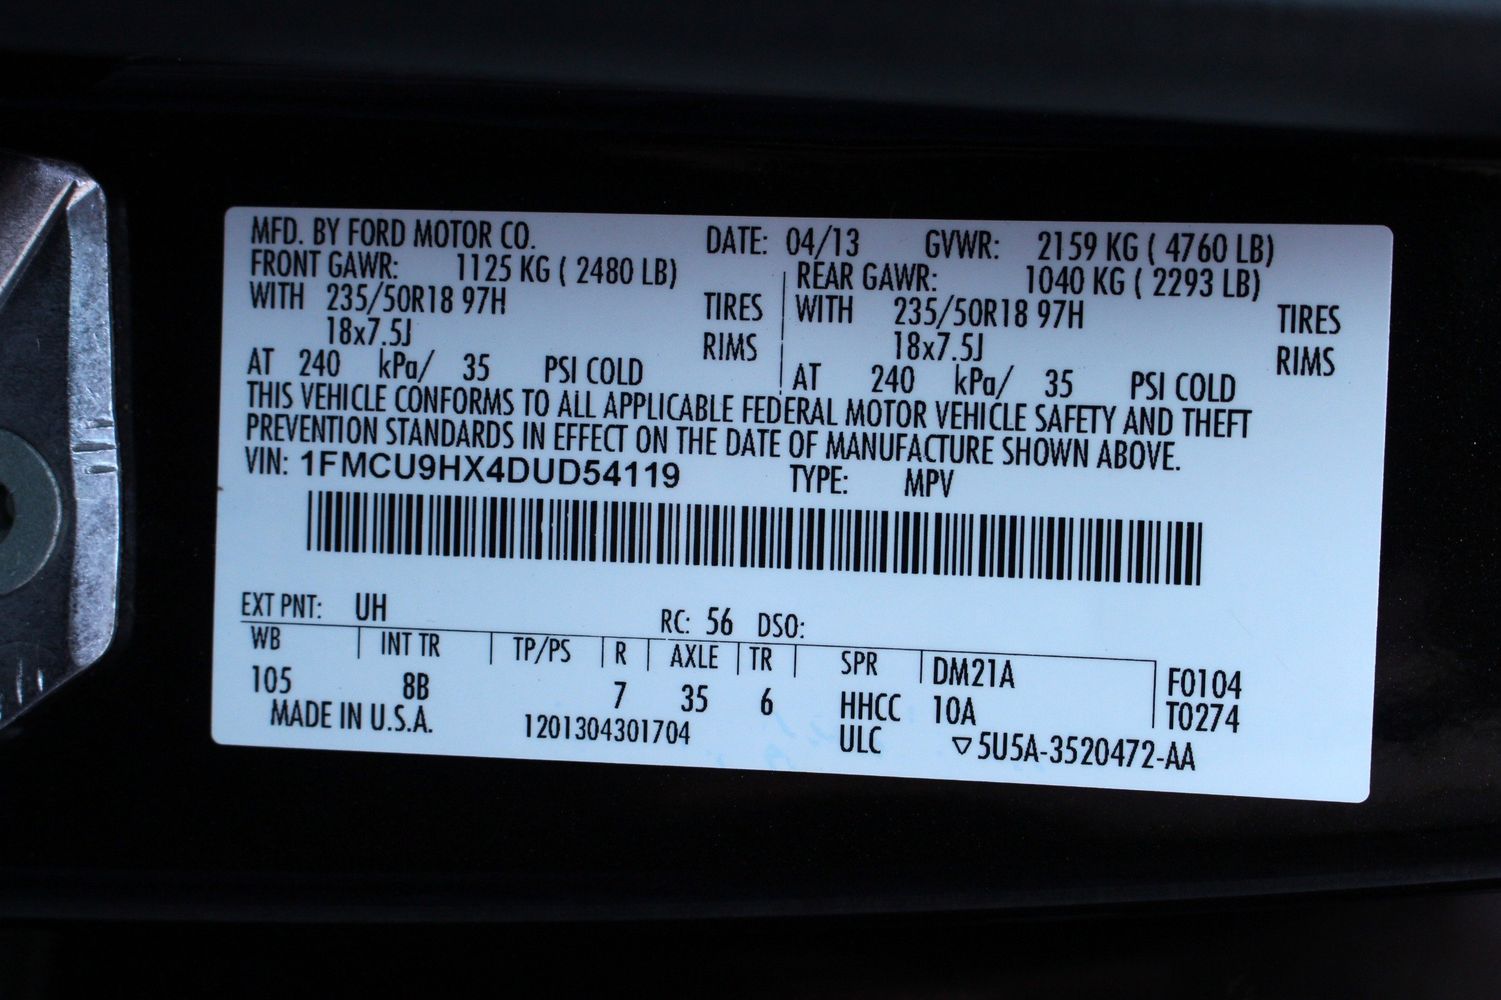 MFD. BY FORD MOTOR CO. DATE: 04/13 GVWR: 2159 KG ( 4760 LB)
FRONT GAWR: 1125 KG ( 2480 LB) REAR GAWR: 1040 KG ( 2293 LB)
WITH 235/50R18 97H TIRES WITH 235/50R18 97H TIRES
18x7.5J RIMS 18x7.5J RIMS
AT 240 kPa/ 35 PSI COLD AT 240 kPa/ 35 PSI COLD
THIS VEHICLE CONFORMS TO ALL APPLICABLE FEDERAL MOTOR VEHICLE SAFETY AND THEFT
PREVENTION STANDARDS IN EFFECT ON THE DATE OF MANUFACTURE SHOWN ABOVE.
VIN: 1FMCU9HX4DUD54119 TYPE: MPV
EXT PNT: UH RC: 56 DSO:
WB INT TR TP/PS R AXLE TR SPR DM21A F0104
105 8B 7 35 6 HHCC 10A T0274
MADE IN U.S.A. 1201304301704 ULC ▽5U5A-3520472-AA